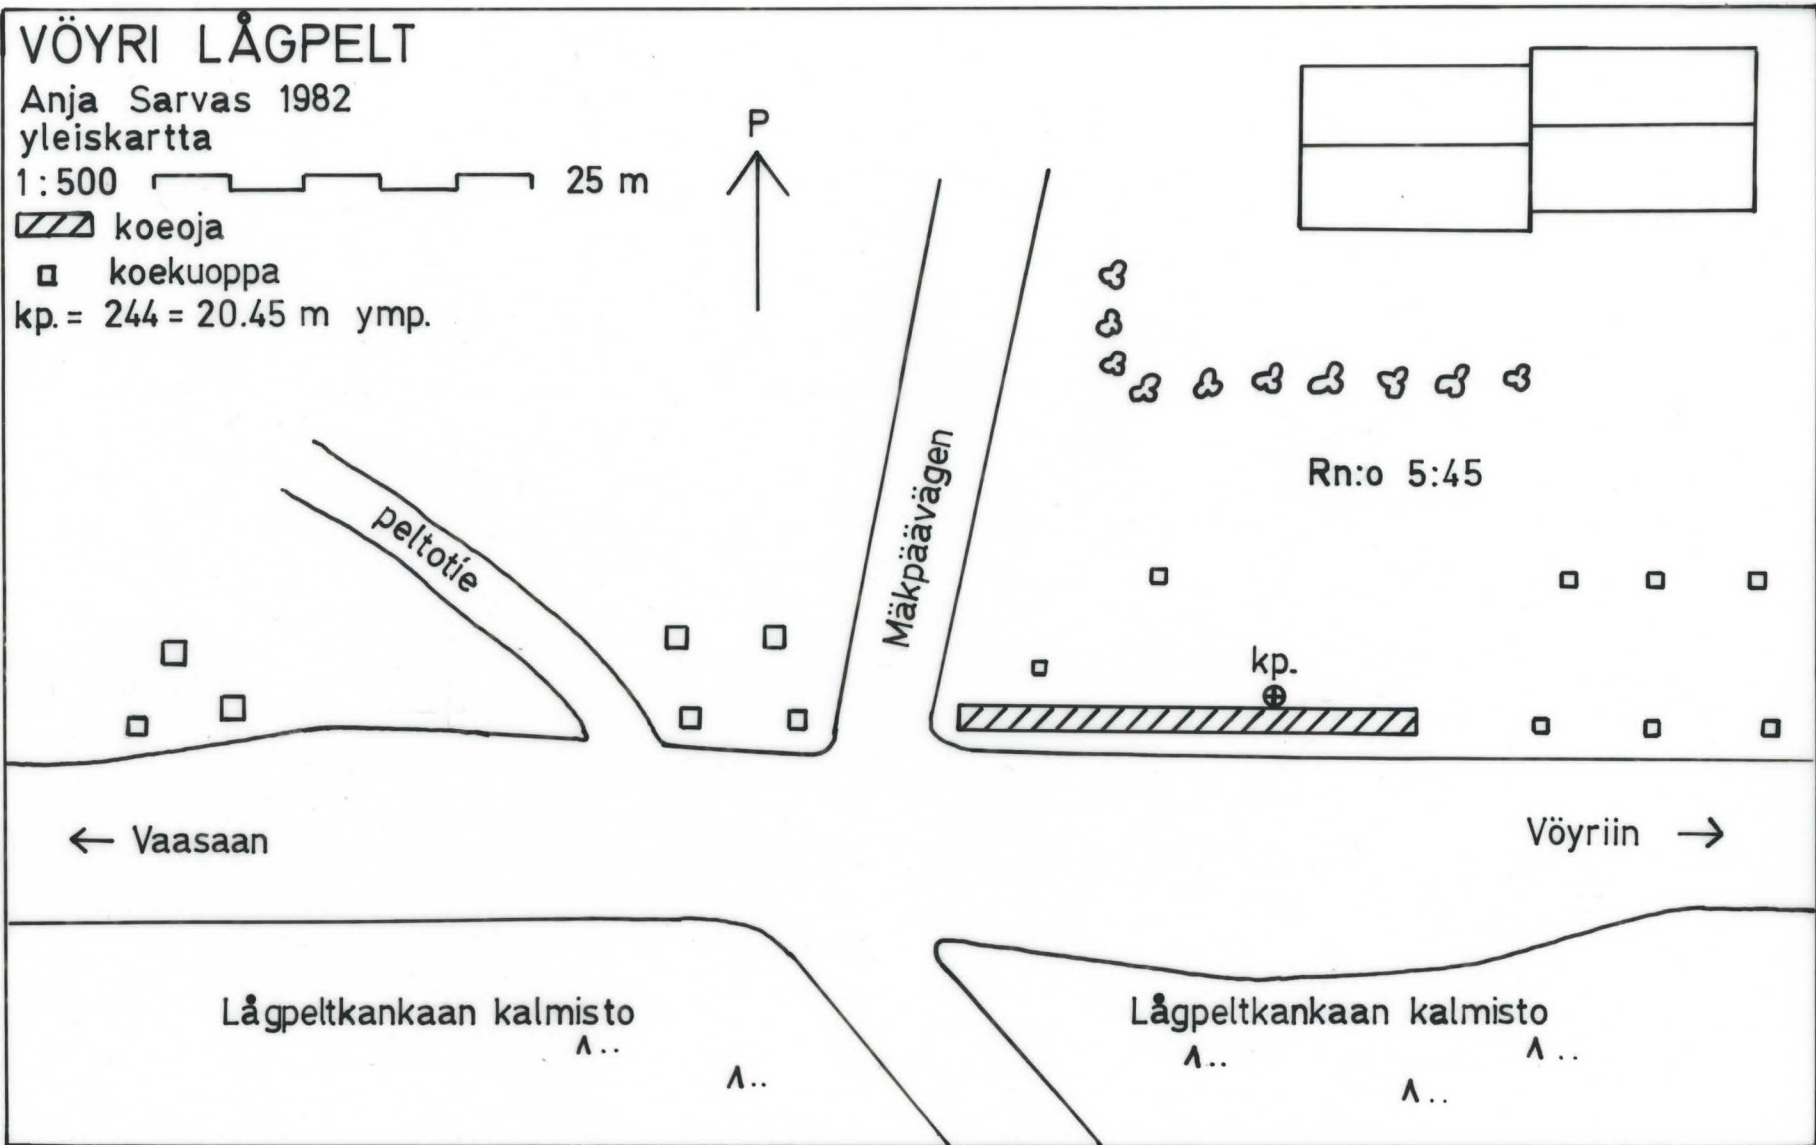 VÖYRI LÅGPELT
Anja Sarvas 1982
yleiskartta
1:500 25 m
koeoja
koekuoppa
kp. = 244 = 20.45 m ymp.
P
Rn:o 5:45
peltotie
Mäkpäävägen
kp.
← Vaasaan
Vöyriin →
Lågpeltkankaan kalmisto
Lågpeltkankaan kalmisto